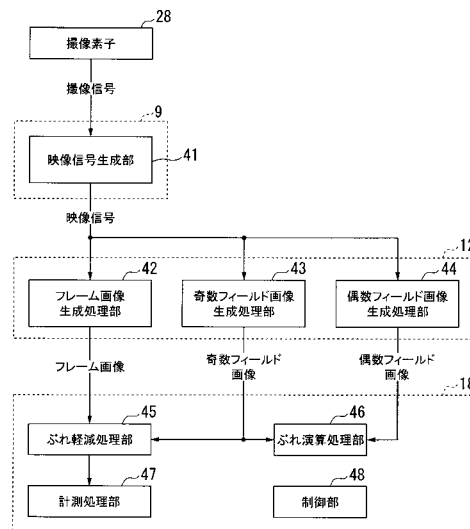 28
撮像素子
撮像信号
9
映像信号生成部
41
映像信号
12
42
43
44
フレーム画像
生成処理部
奇数フィールド画像
生成処理部
偶数フィールド画像
生成処理部
フレーム画像
奇数フィールド
画像
偶数フィールド
画像
18
45
46
ぶれ軽減処理部
ぶれ演算処理部
47
48
計測処理部
制御部